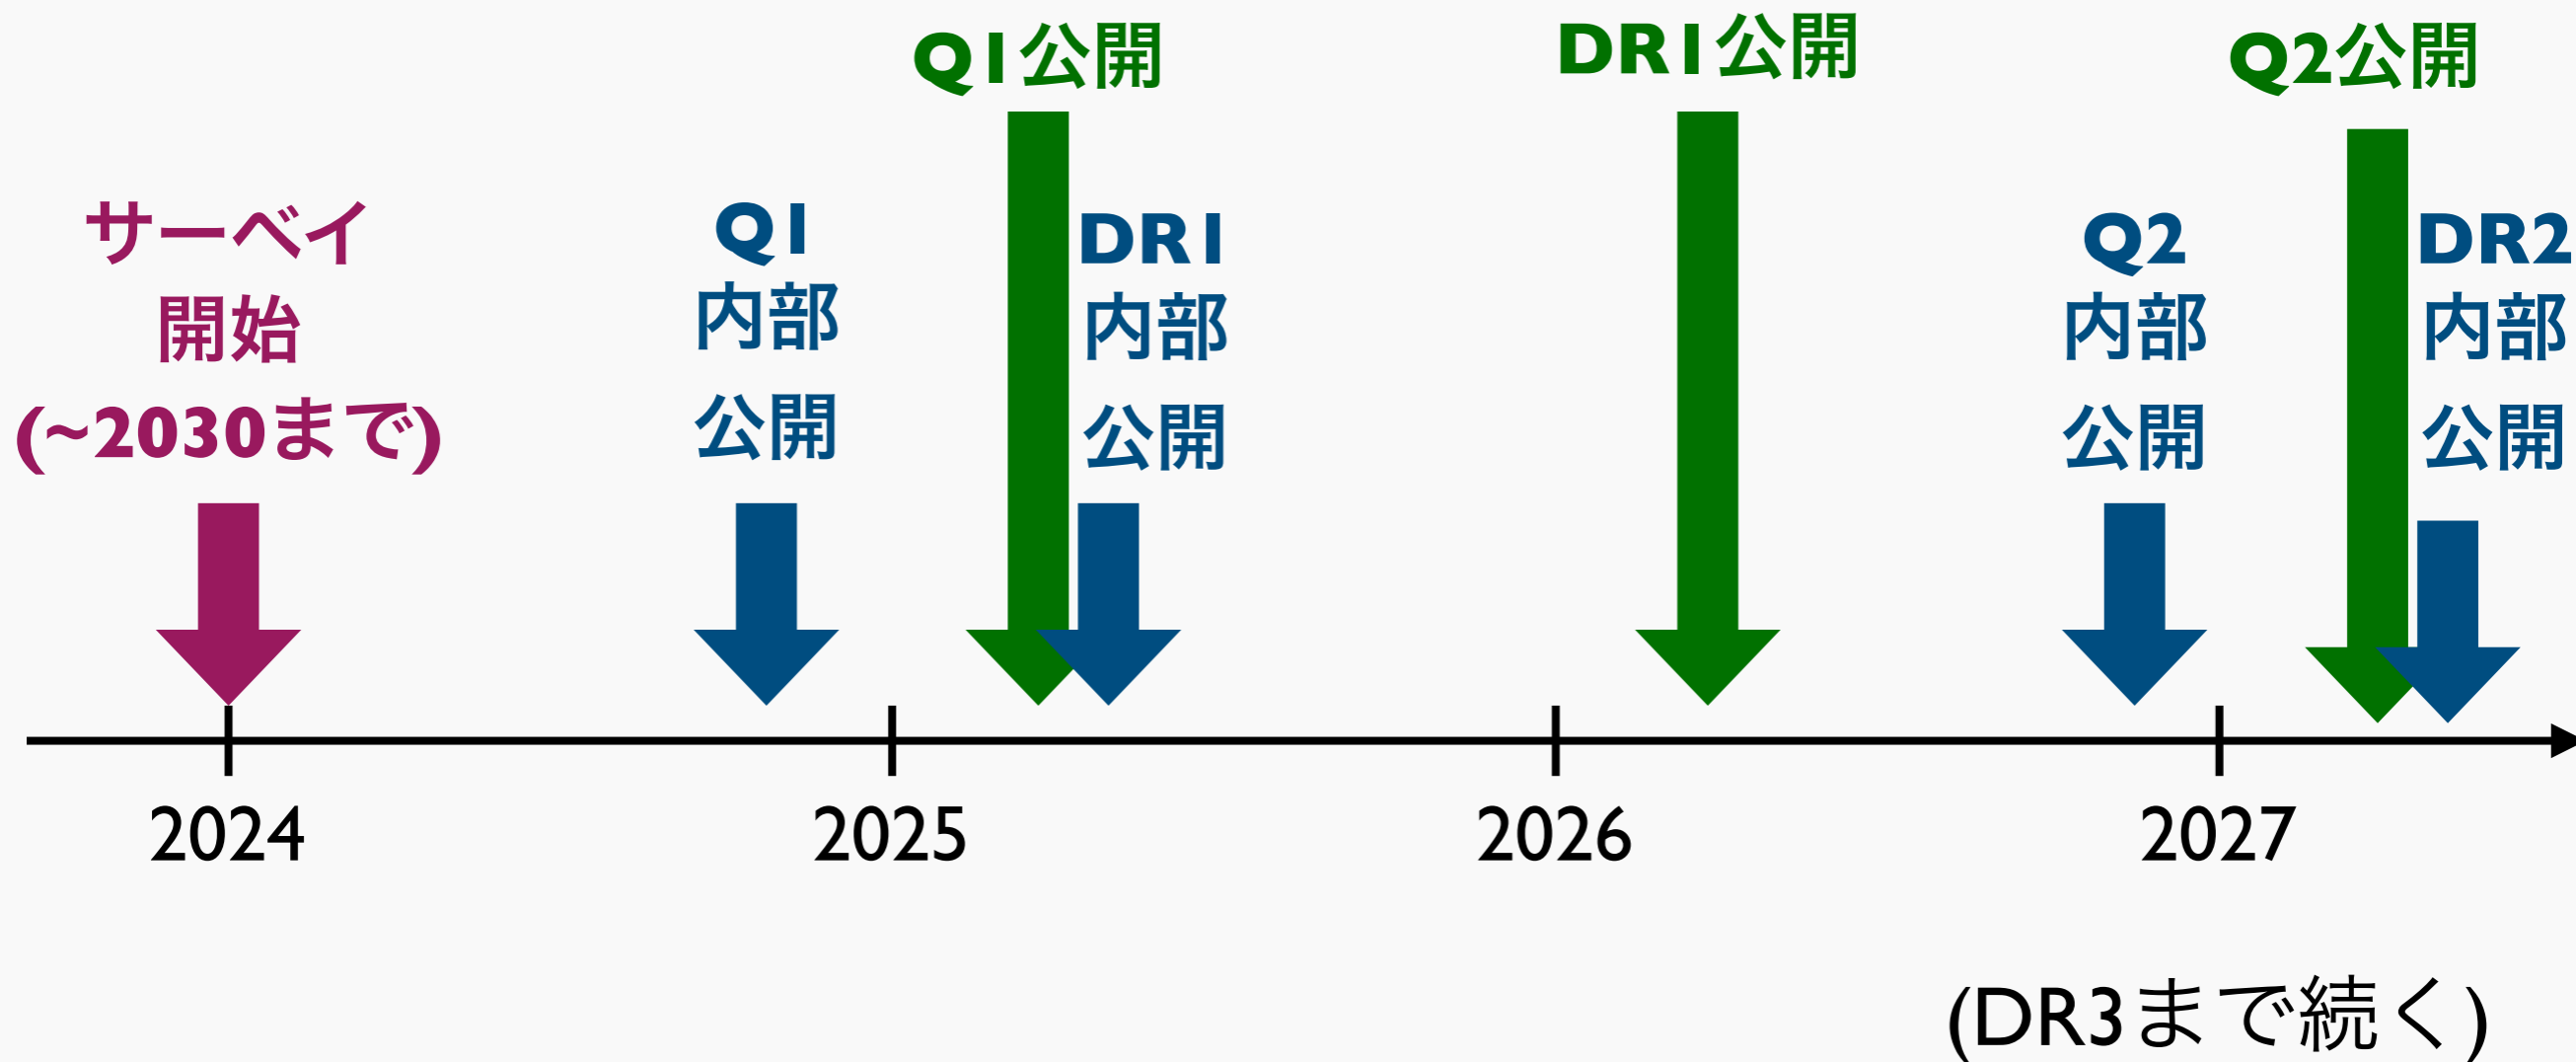 Q1公開
DR1公開
Q2公開
サーベイ
開始
(~2030まで)
Q1
内部
公開
DR1
内部
公開
Q2
内部
公開
DR2
内部
公開
2024
2025
2026
2027
(DR3まで続く)